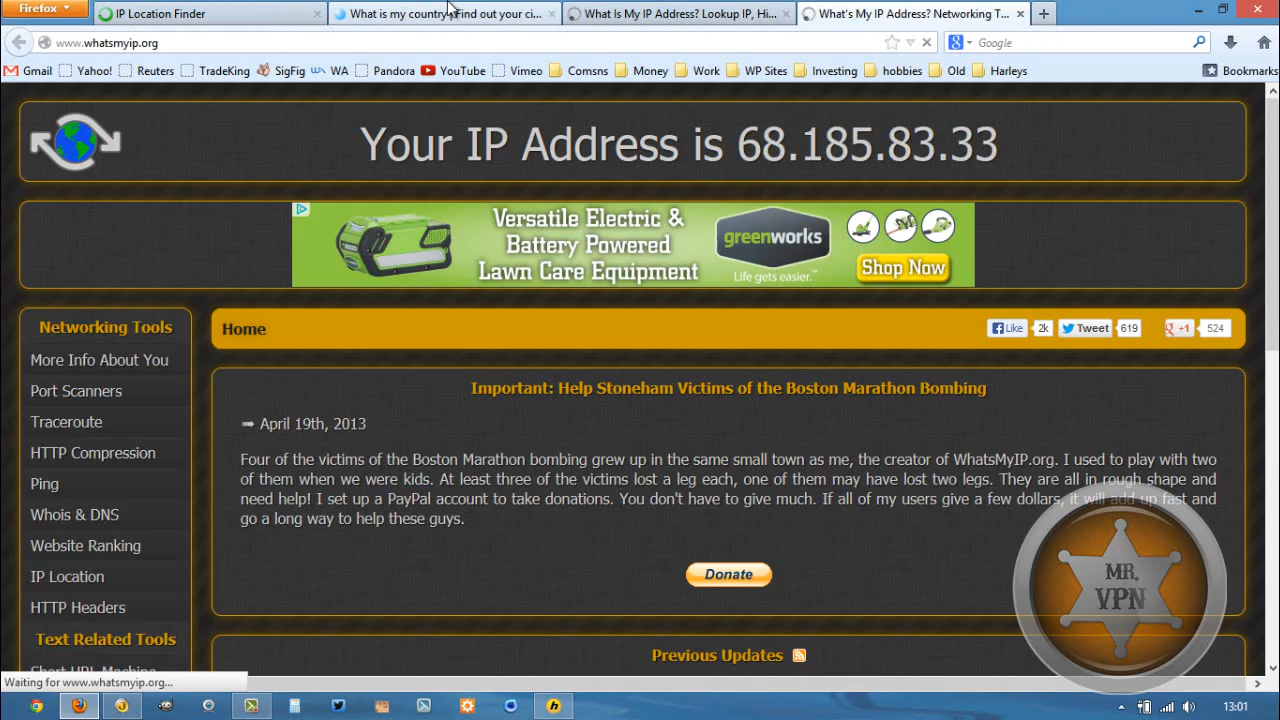 Firefox
IP Location Finder
What is my country
Find out your ci...
What Is My IP Address? Lookup IP, Hi...
What's My IP Address? Networking T...
www.whatsmyip.org
Google
Gmail
Yahoo!
Reuters
TradeKing
SigFig
WA
Pandora
YouTube
Vimeo
Comsns
Money
Work
WP Sites
Investing
hobbies
Old
Harleys
Bookmarks
Your IP Address is 68.185.83.33
Versatile Electric &
Battery Powered
Lawn Care Equipment
greenworks
Life gets easier.™
Shop Now
Networking Tools
More Info About You
Port Scanners
Traceroute
HTTP Compression
Ping
Whois & DNS
Website Ranking
IP Location
HTTP Headers
Text Related Tools
Short URL Machine
Home
Like
2k
Tweet
619
+1
524
Important: Help Stoneham Victims of the Boston Marathon Bombing
➡ April 19th, 2013
Four of the victims of the Boston Marathon bombing grew up in the same small town as me, the creator of WhatsMyIP.org. I used to play with two
of them when we were kids. At least three of the victims lost a leg each, one of them may have lost two legs. They are all in rough shape and
need help! I set up a PayPal account to take donations. You don't have to give much. If all of my users give a few dollars, it will add up fast and
go a long way to help these guys.
Donate
MR.
VPN
Previous Updates
Waiting for www.whatsmyip.org...
13:01